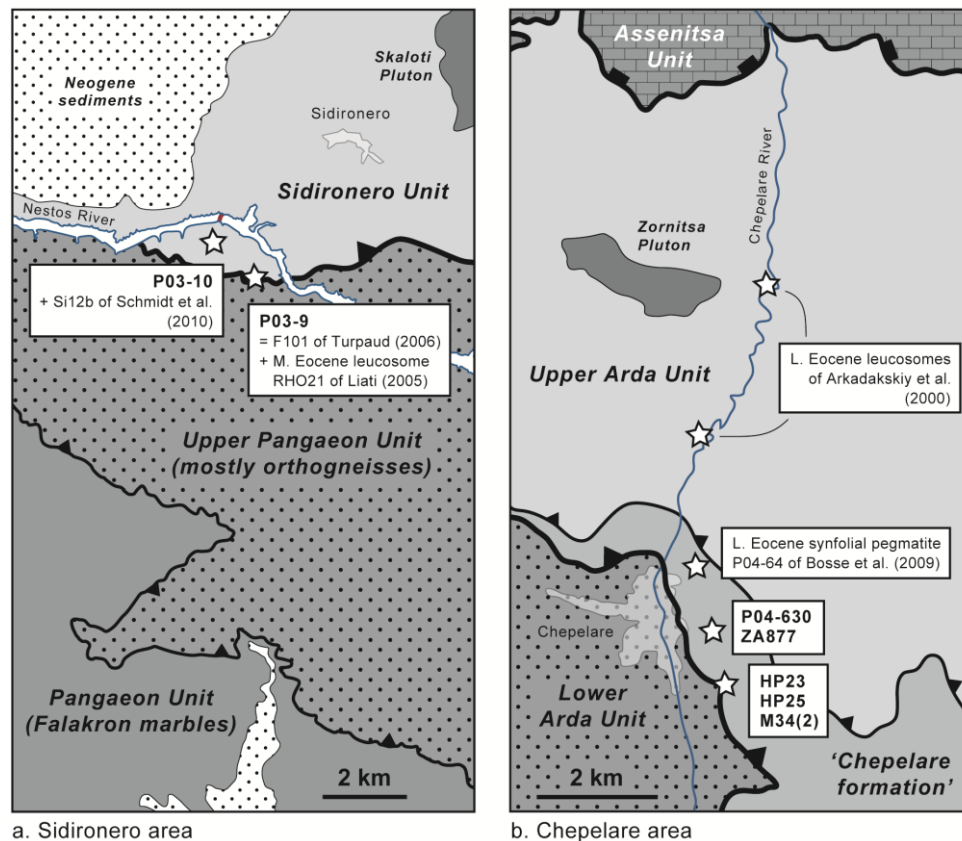 Neogene
sediments
Skaloti
Pluton
Sidironero
Sidironero Unit
Nestos River
P03-10
+ Si12b of Schmidt et al.
(2010)
P03-9
= F101 of Turpaud (2006)
+ M. Eocene leucosome
RHO21 of Liati (2005)
Upper Pangaeon Unit
(mostly orthogneisses)
Pangaeon Unit
(Falakron marbles)
2 km
a. Sidironero area
Assenitsa
Unit
Chepelare River
Zornitsa
Pluton
Upper Arda Unit
L. Eocene leucosomes
of Arkadakskiy et al.
(2000)
L. Eocene synfolial pegmatite
P04-64 of Bosse et al. (2009)
Chepelare
P04-630
ZA877
HP23
HP25
M34(2)
Lower
Arda Unit
2 km
'Chepelare
formation'
b. Chepelare area